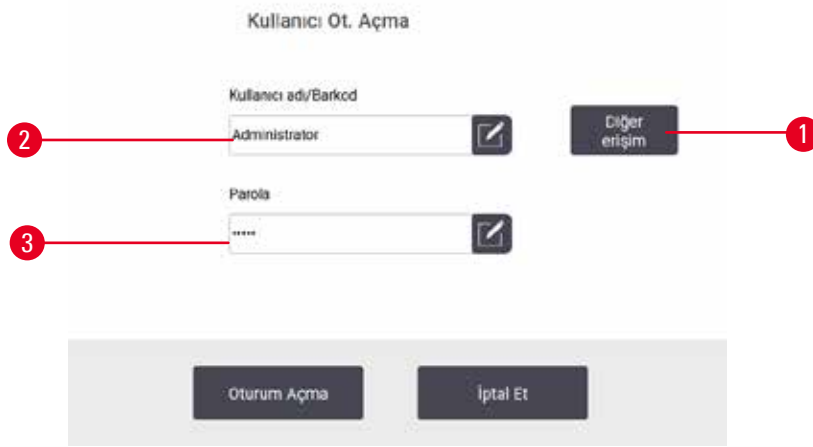 Kullanıcı Ot. Açma
Kullanıcı adı/Barkod
2
Administrator
Diğer
erişim
1
Parola
3
•••••
Oturum Açma
İptal Et